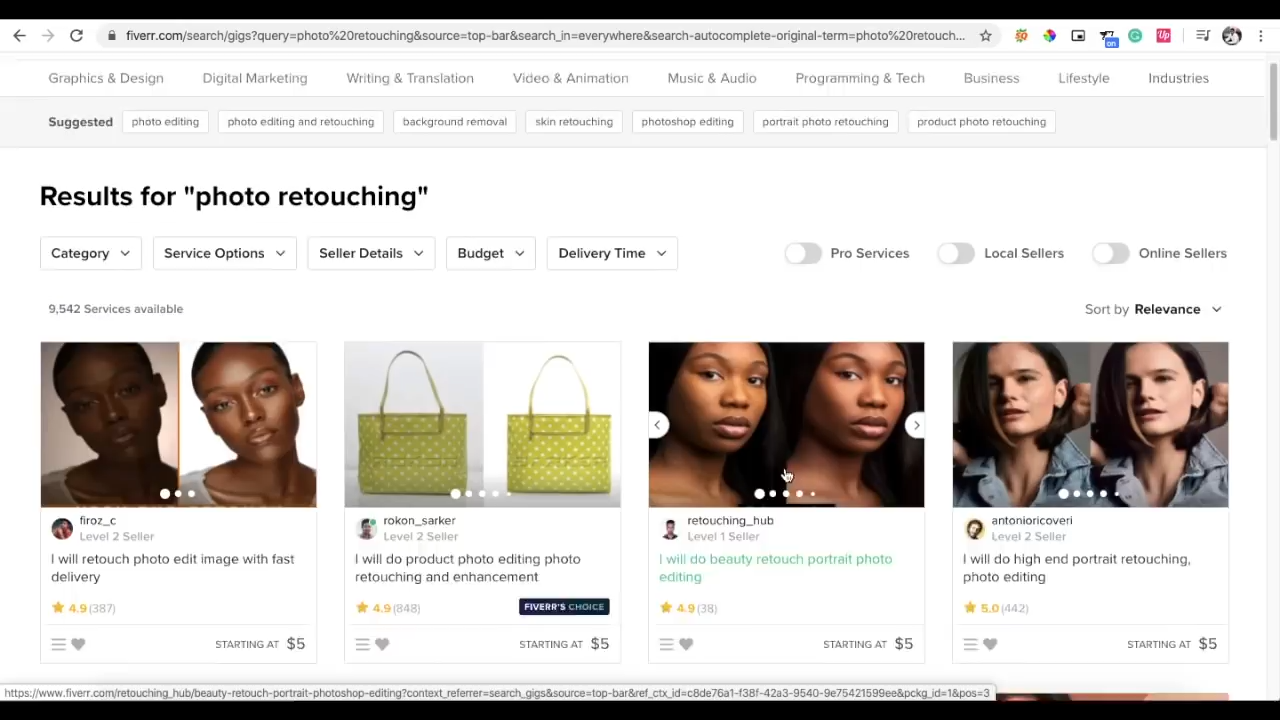 fiverr.com/search/gigs?query=photo%20retouching&source=top-bar&search_in=everywhere&search-autocomplete-original-term=photo%20retouch...
on
Up
Graphics & Design Digital Marketing Writing & Translation Video & Animation Music & Audio Programming & Tech Business Lifestyle Industries
Suggested photo editing photo editing and retouching background removal skin retouching photoshop editing portrait photo retouching product photo retouching
Results for "photo retouching"
Category Service Options Seller Details Budget Delivery Time Pro Services Local Sellers Online Sellers
9,542 Services available Sort by Relevance
firoz_c
Level 2 Seller
I will retouch photo edit image with fast
delivery
4.9 (387)
STARTING AT $5
rokon_sarker
Level 2 Seller
I will do product photo editing photo
retouching and enhancement
4.9 (848) FIVERR'S CHOICE
STARTING AT $5
retouching_hub
Level 1 Seller
I will do beauty retouch portrait photo
editing
4.9 (38)
STARTING AT $5
antonioricoveri
Level 2 Seller
I will do high end portrait retouching,
photo editing
5.0 (442)
STARTING AT $5
https://www.fiverr.com/retouching_hub/beauty-retouch-portrait-photoshop-editing?context_referrer=search_gigs&source=top-bar&ref_ctx_id=c8de76a1-f38f-42a3-9540-9e75421599ee&pckg_id=1&pos=3